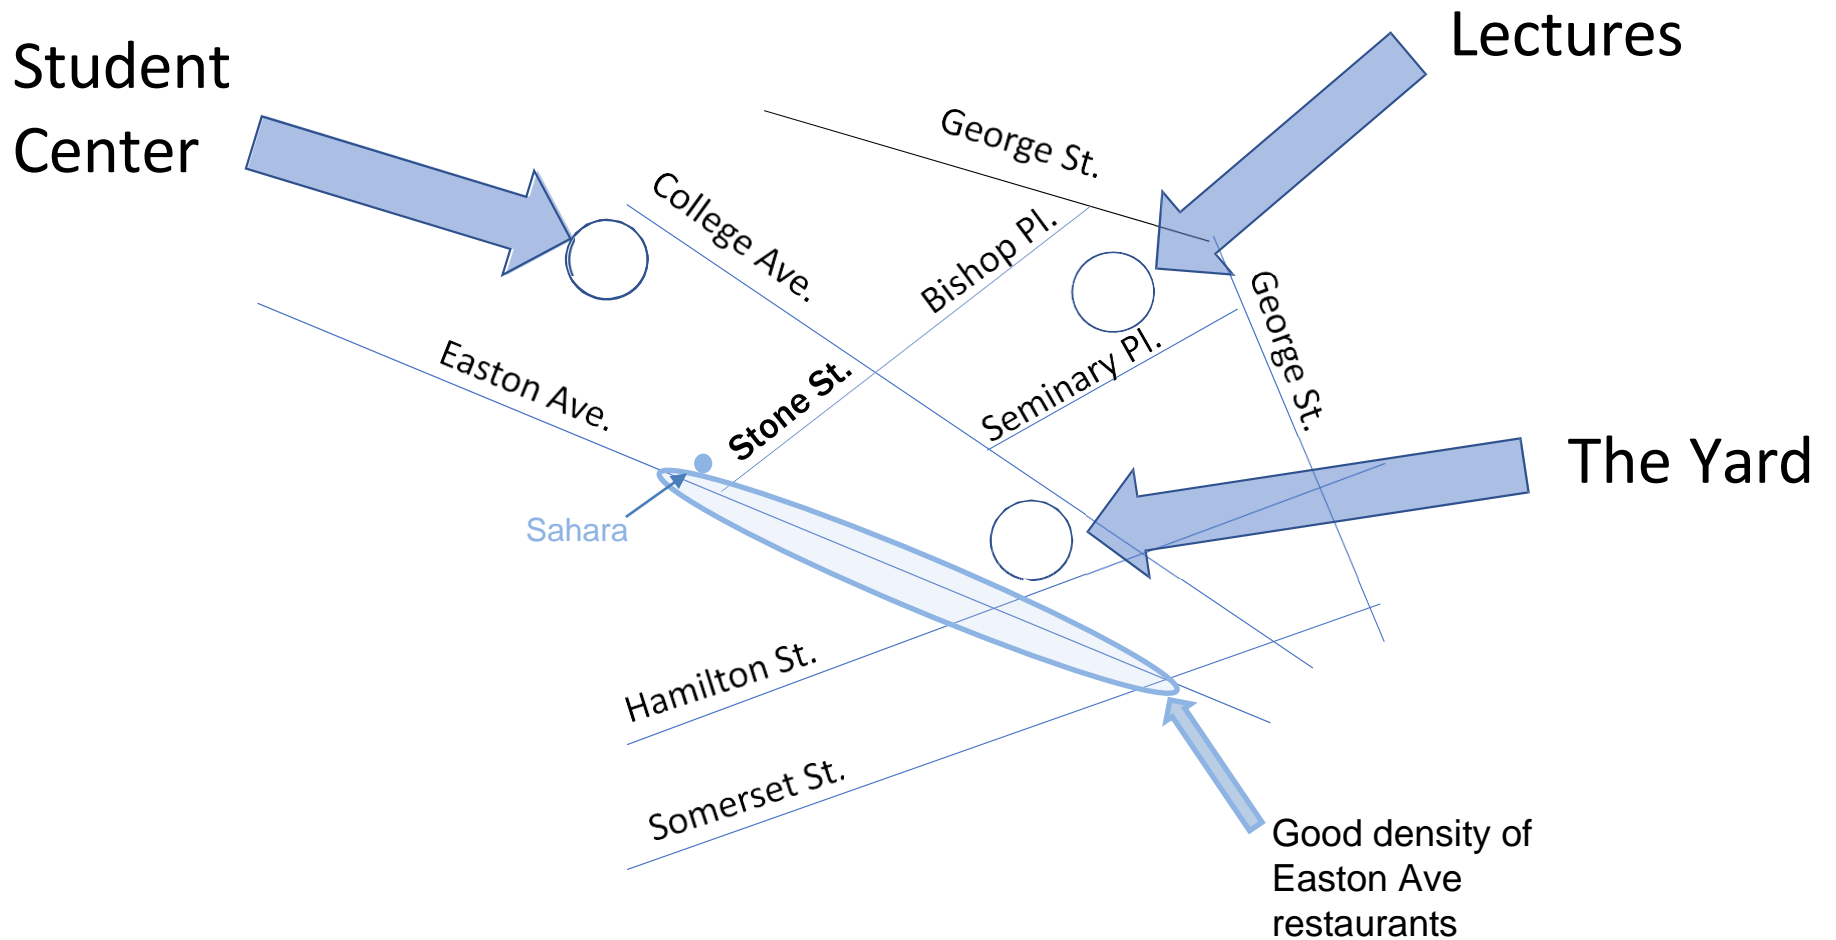 Student
Center
Lectures
George St.
College Ave.
Bishop Pl.
George St.
Easton Ave.
Stone St.
Seminary Pl.
The Yard
Sahara
Hamilton St.
Somerset St.
Good density of
Easton Ave
restaurants